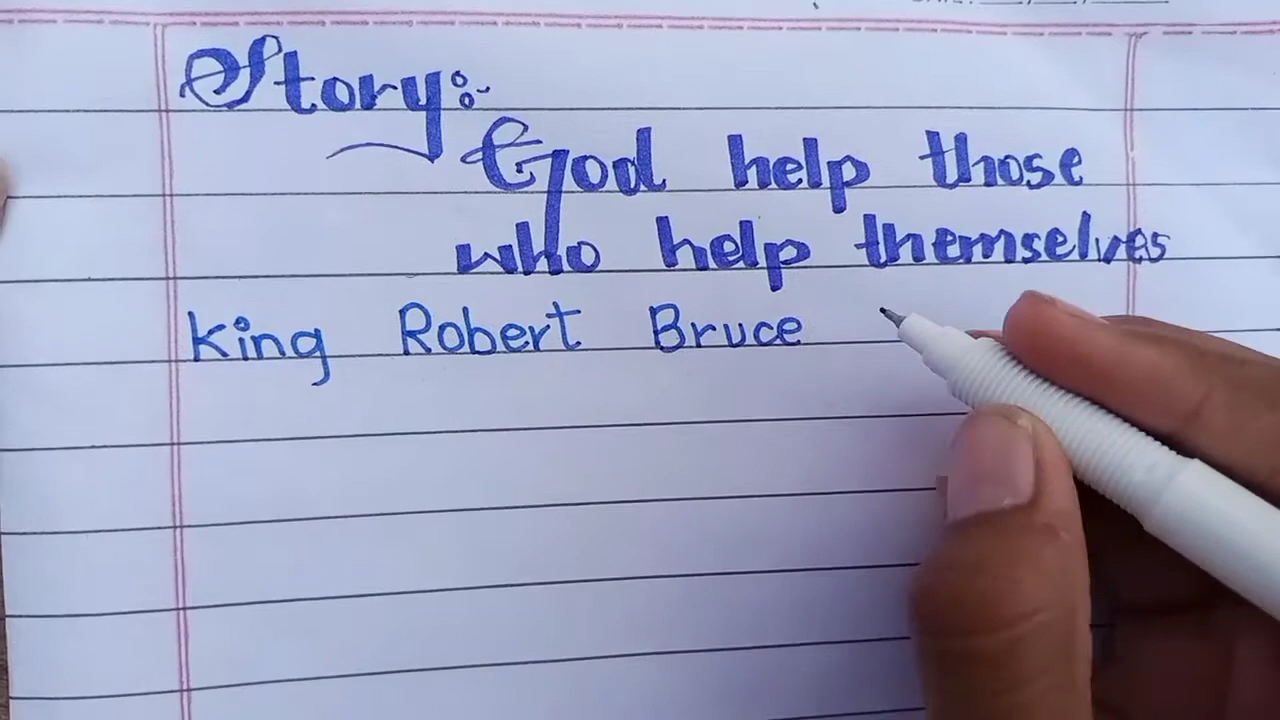 Story:-
God help those
who help themselves
King Robert Bruce